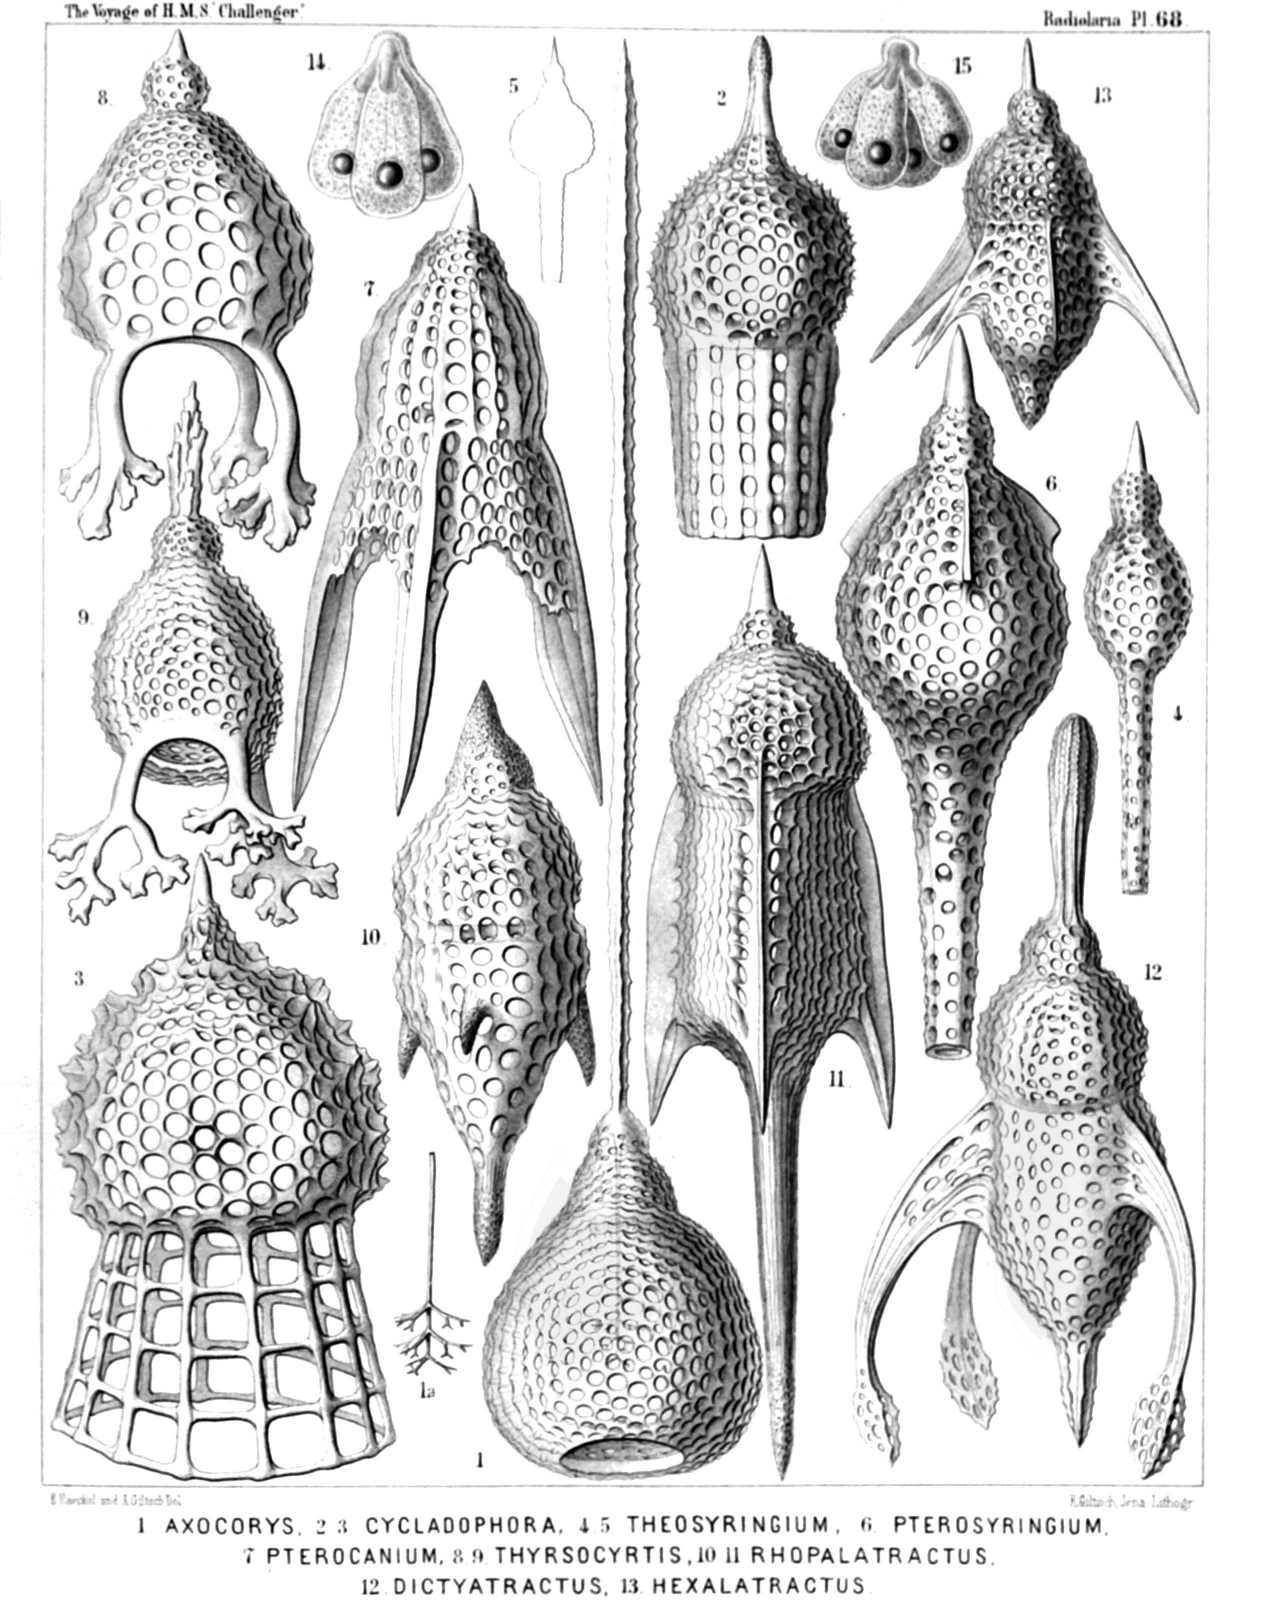 The Voyage of H.M.S. "Challenger."
Radiolaria Pl. 68.
8.
14.
5
2
15
13
7.
6.
9.
4.
3.
10.
11.
12
1a
1
E Haeckel and A Giltsch Del
E. Giltsch, Jena Lithogr
1 AXOCORYS, 2 3 CYCLADOPHORA, 4.5 THEOSYRINGIUM, 6. PTEROSYRINGIUM,
7 PTEROCANIUM, 8 9. THYRSOCYRTIS, 10 11 RHOPALATRACTUS,
12. DICTYATRACTUS, 13. HEXALATRACTUS.